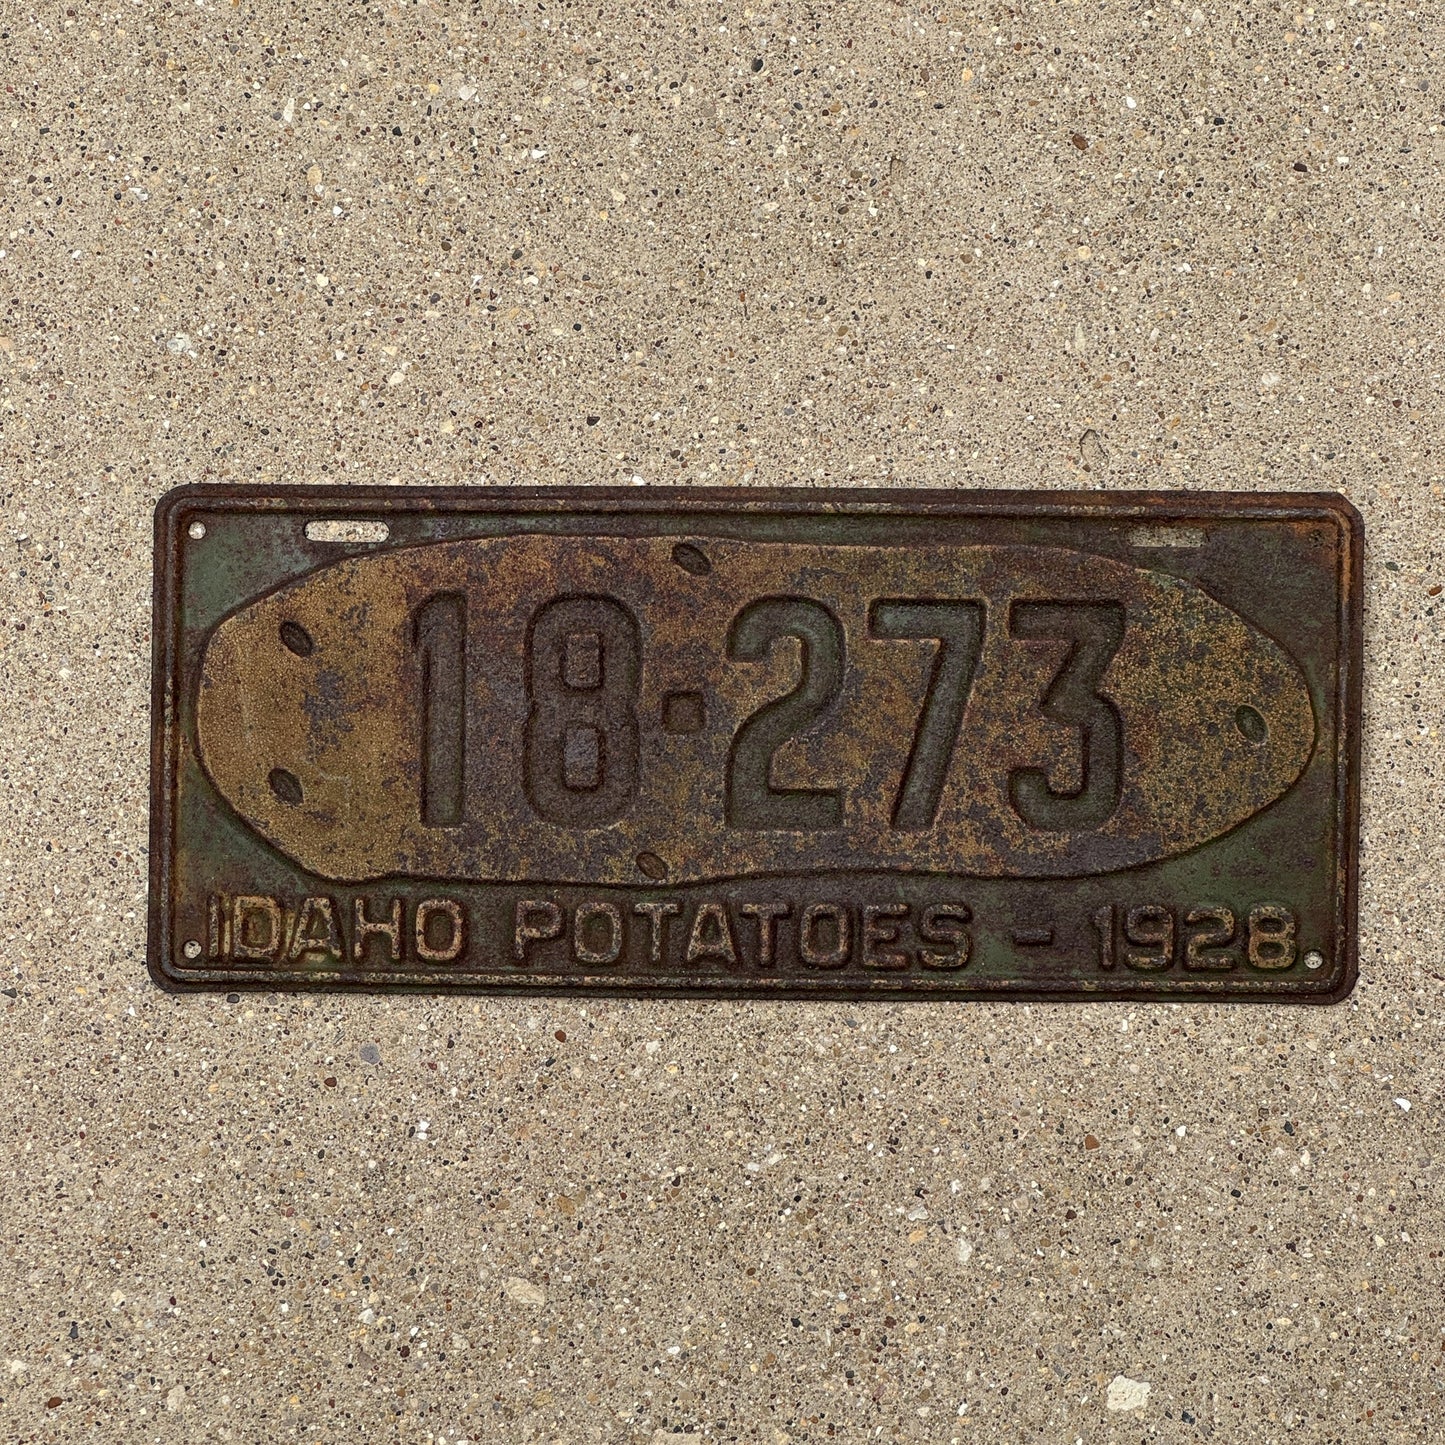 18·273
IDAHO POTATOES - 1928